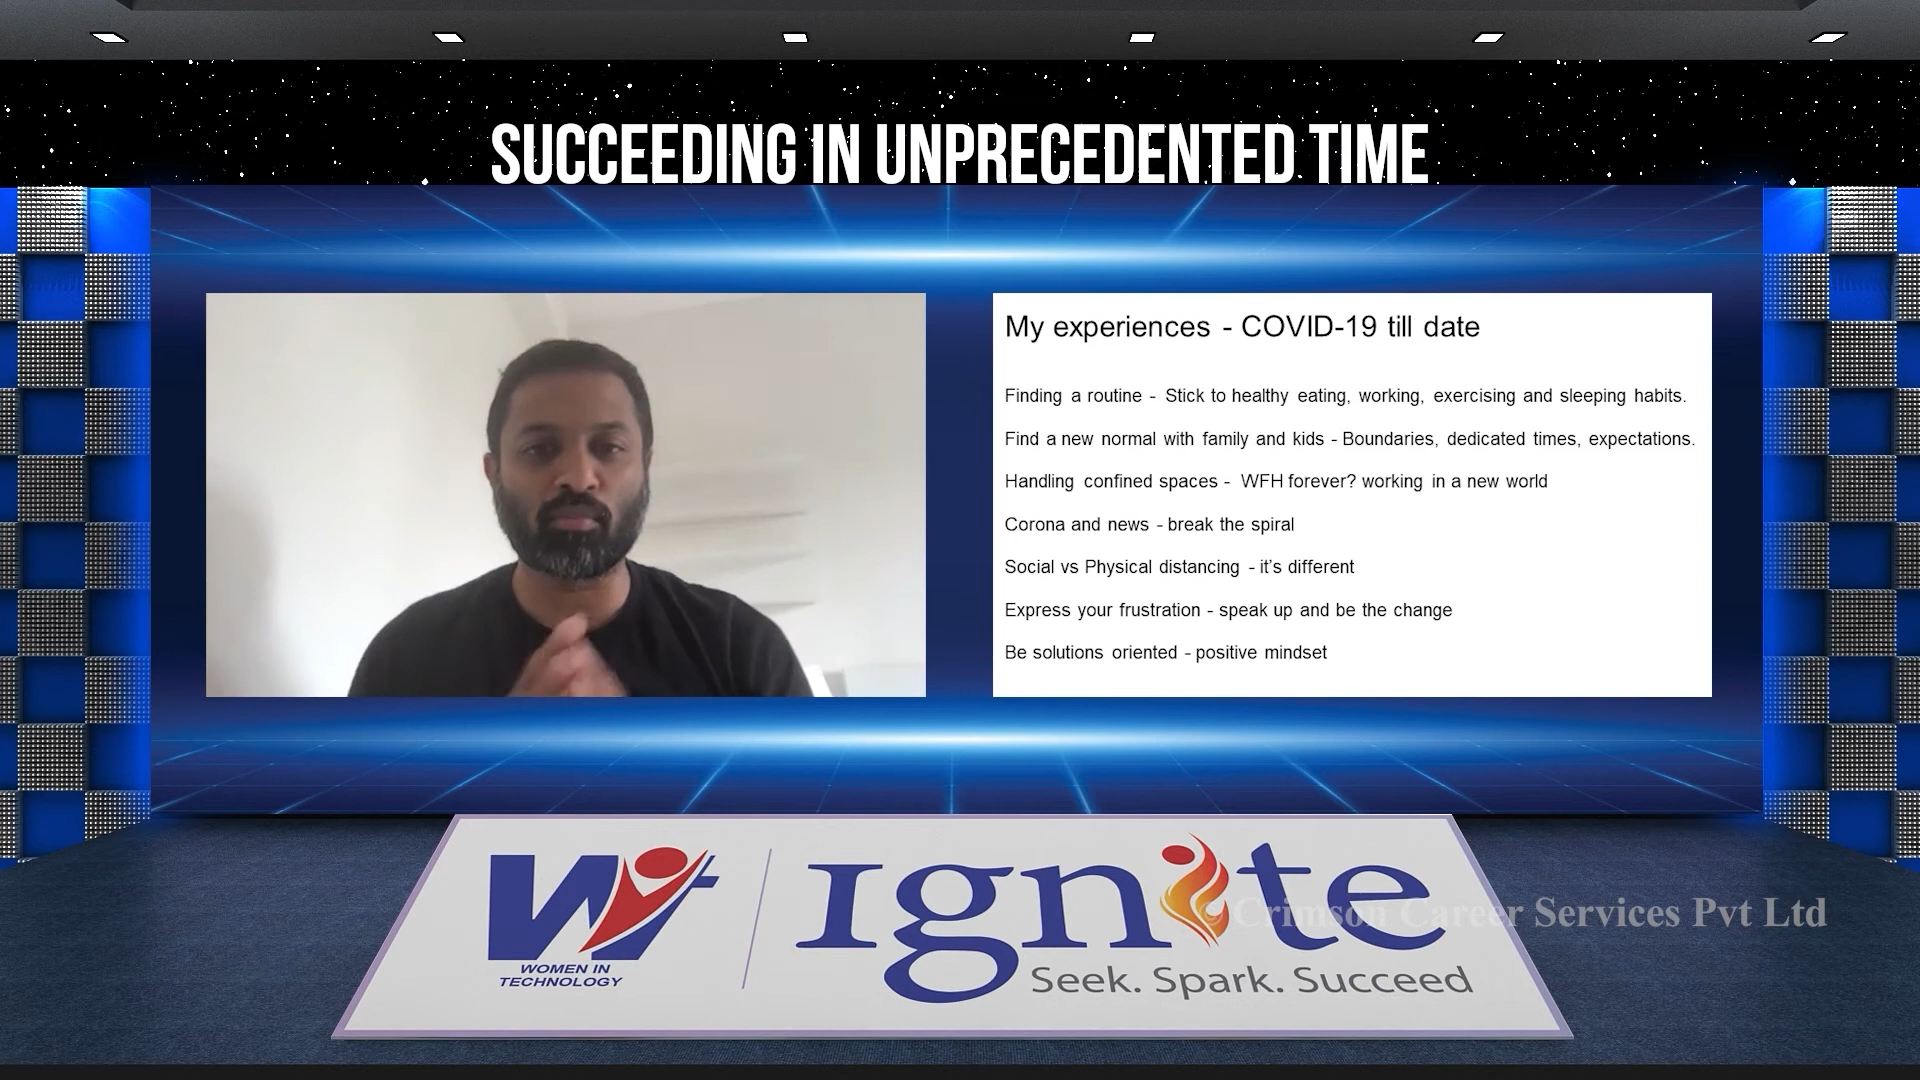 SUCCEEDING IN UNPRECEDENTED TIME
My experiences - COVID-19 till date
Finding a routine - Stick to healthy eating, working, exercising and sleeping habits.
Find a new normal with family and kids - Boundaries, dedicated times, expectations.
Handling confined spaces - WFH forever? working in a new world
Corona and news - break the spiral
Social vs Physical distancing - it's different
Express your frustration - speak up and be the change
Be solutions oriented - positive mindset
WiT
WOMEN IN
TECHNOLOGY
Ignite
Seek. Spark. Succeed
© Crimson Career Services Pvt Ltd